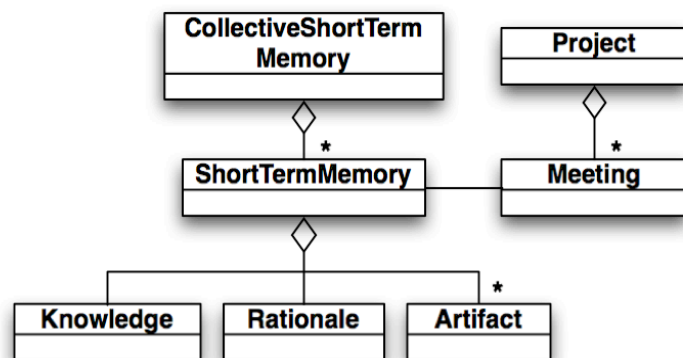 CollectiveShortTerm
Memory
Project
*
*
ShortTermMemory
Meeting
*
Knowledge
Rationale
Artifact